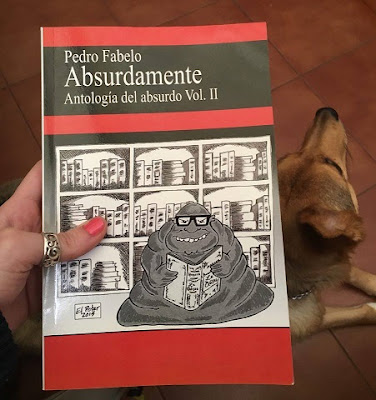 Pedro Fabelo
Absurdamente
Antología del absurdo Vol. II